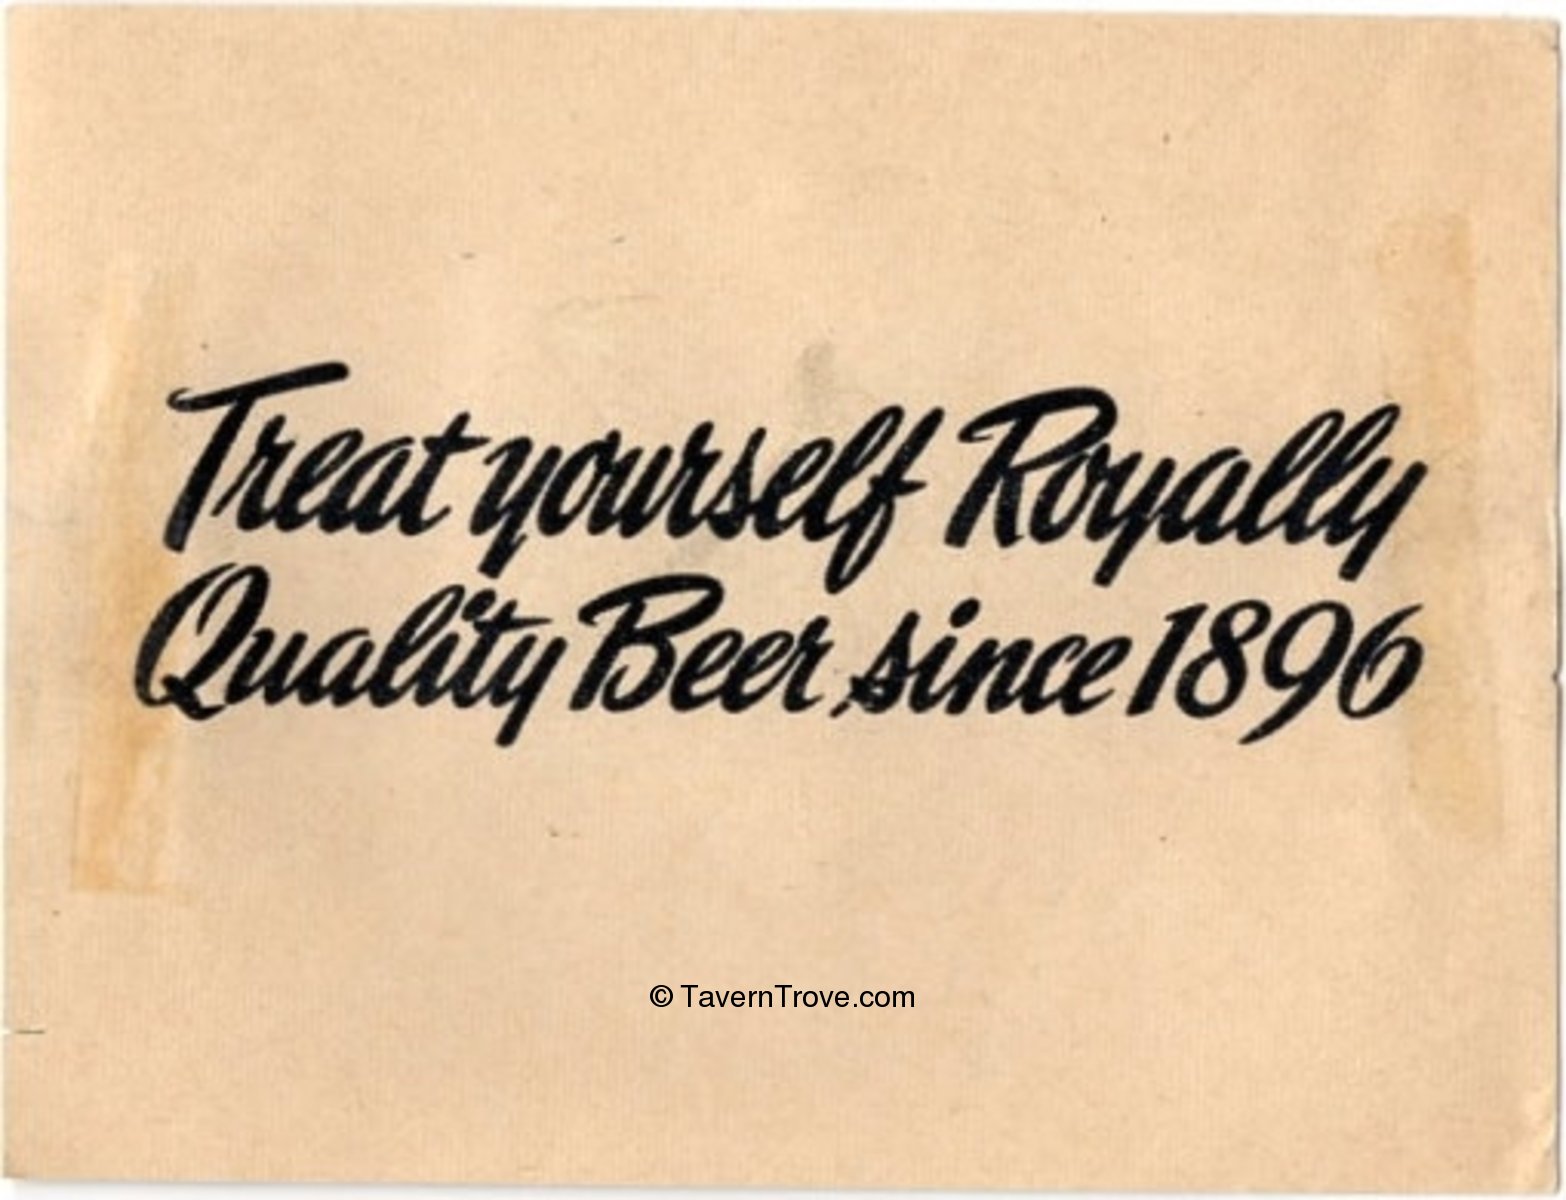 Treat yourself Royally
Quality Beer since 1896
© TavernTrove.com